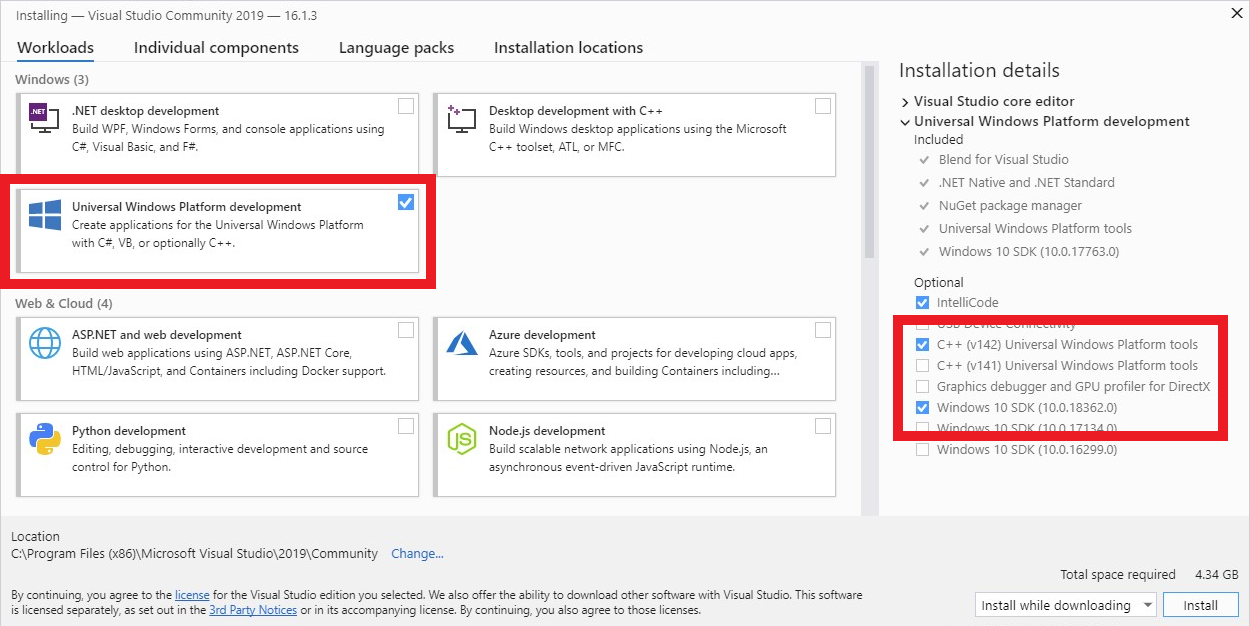 Installing — Visual Studio Community 2019 — 16.1.3
Workloads
Individual components
Language packs
Installation locations
Windows (3)
.NET
.NET desktop development
Build WPF, Windows Forms, and console applications using
C#, Visual Basic, and F#.
Desktop development with C++
Build Windows desktop applications using the Microsoft
C++ toolset, ATL, or MFC.
Universal Windows Platform development
Create applications for the Universal Windows Platform
with C#, VB, or optionally C++.
Web & Cloud (4)
ASP.NET and web development
Build web applications using ASP.NET, ASP.NET Core,
HTML/JavaScript, and Containers including Docker support.
Azure development
Azure SDKs, tools, and projects for developing cloud apps,
creating resources, and building Containers including...
Python development
Editing, debugging, interactive development and source
control for Python.
JS
Node.js development
Build scalable network applications using Node.js, an
asynchronous event-driven JavaScript runtime.
Installation details
Visual Studio core editor
Universal Windows Platform development
Included
Blend for Visual Studio
.NET Native and .NET Standard
NuGet package manager
Universal Windows Platform tools
Windows 10 SDK (10.0.17763.0)
Optional
IntelliCode
USB Device Connectivity
C++ (v142) Universal Windows Platform tools
C++ (v141) Universal Windows Platform tools
Graphics debugger and GPU profiler for DirectX
Windows 10 SDK (10.0.18362.0)
Windows 10 SDK (10.0.17134.0)
Windows 10 SDK (10.0.16299.0)
Location
C:\Program Files (x86)\Microsoft Visual Studio\2019\Community Change...
Total space required 4.34 GB
By continuing, you agree to the license for the Visual Studio edition you selected. We also offer the ability to download other software with Visual Studio. This software
is licensed separately, as set out in the 3rd Party Notices or in its accompanying license. By continuing, you also agree to those licenses.
Install while downloading
Install